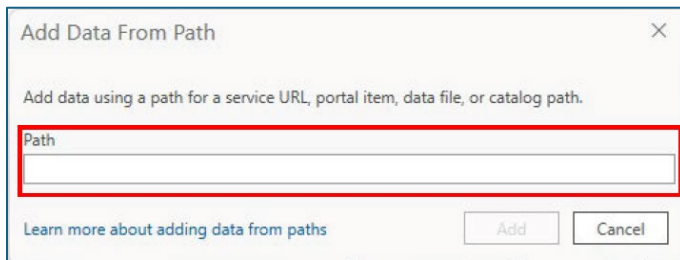 Add Data From Path
Add data using a path for a service URL, portal item, data file, or catalog path.
Path
Learn more about adding data from paths
Add
Cancel